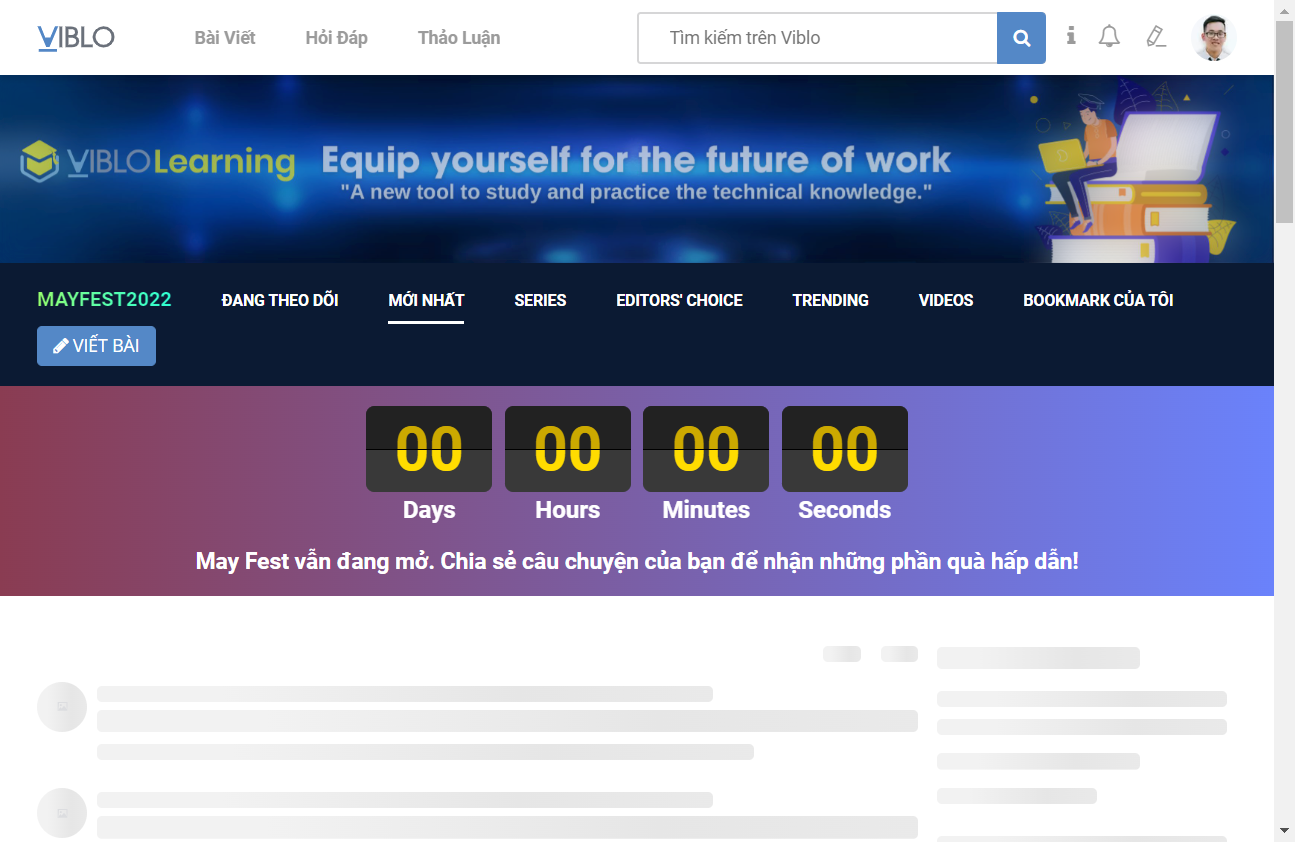 VIBLO
Bài Viết
Hỏi Đáp
Thảo Luận
Tìm kiếm trên Viblo
VIBLO Learning
Equip yourself for the future of work
"A new tool to study and practice the technical knowledge."
MAYFEST2022
ĐANG THEO DÕI
MỚI NHẤT
SERIES
EDITORS' CHOICE
TRENDING
VIDEOS
BOOKMARK CỦA TÔI
VIẾT BÀI
00 00 00 00
Days Hours Minutes Seconds
May Fest vẫn đang mở. Chia sẻ câu chuyện của bạn để nhận những phần quà hấp dẫn!